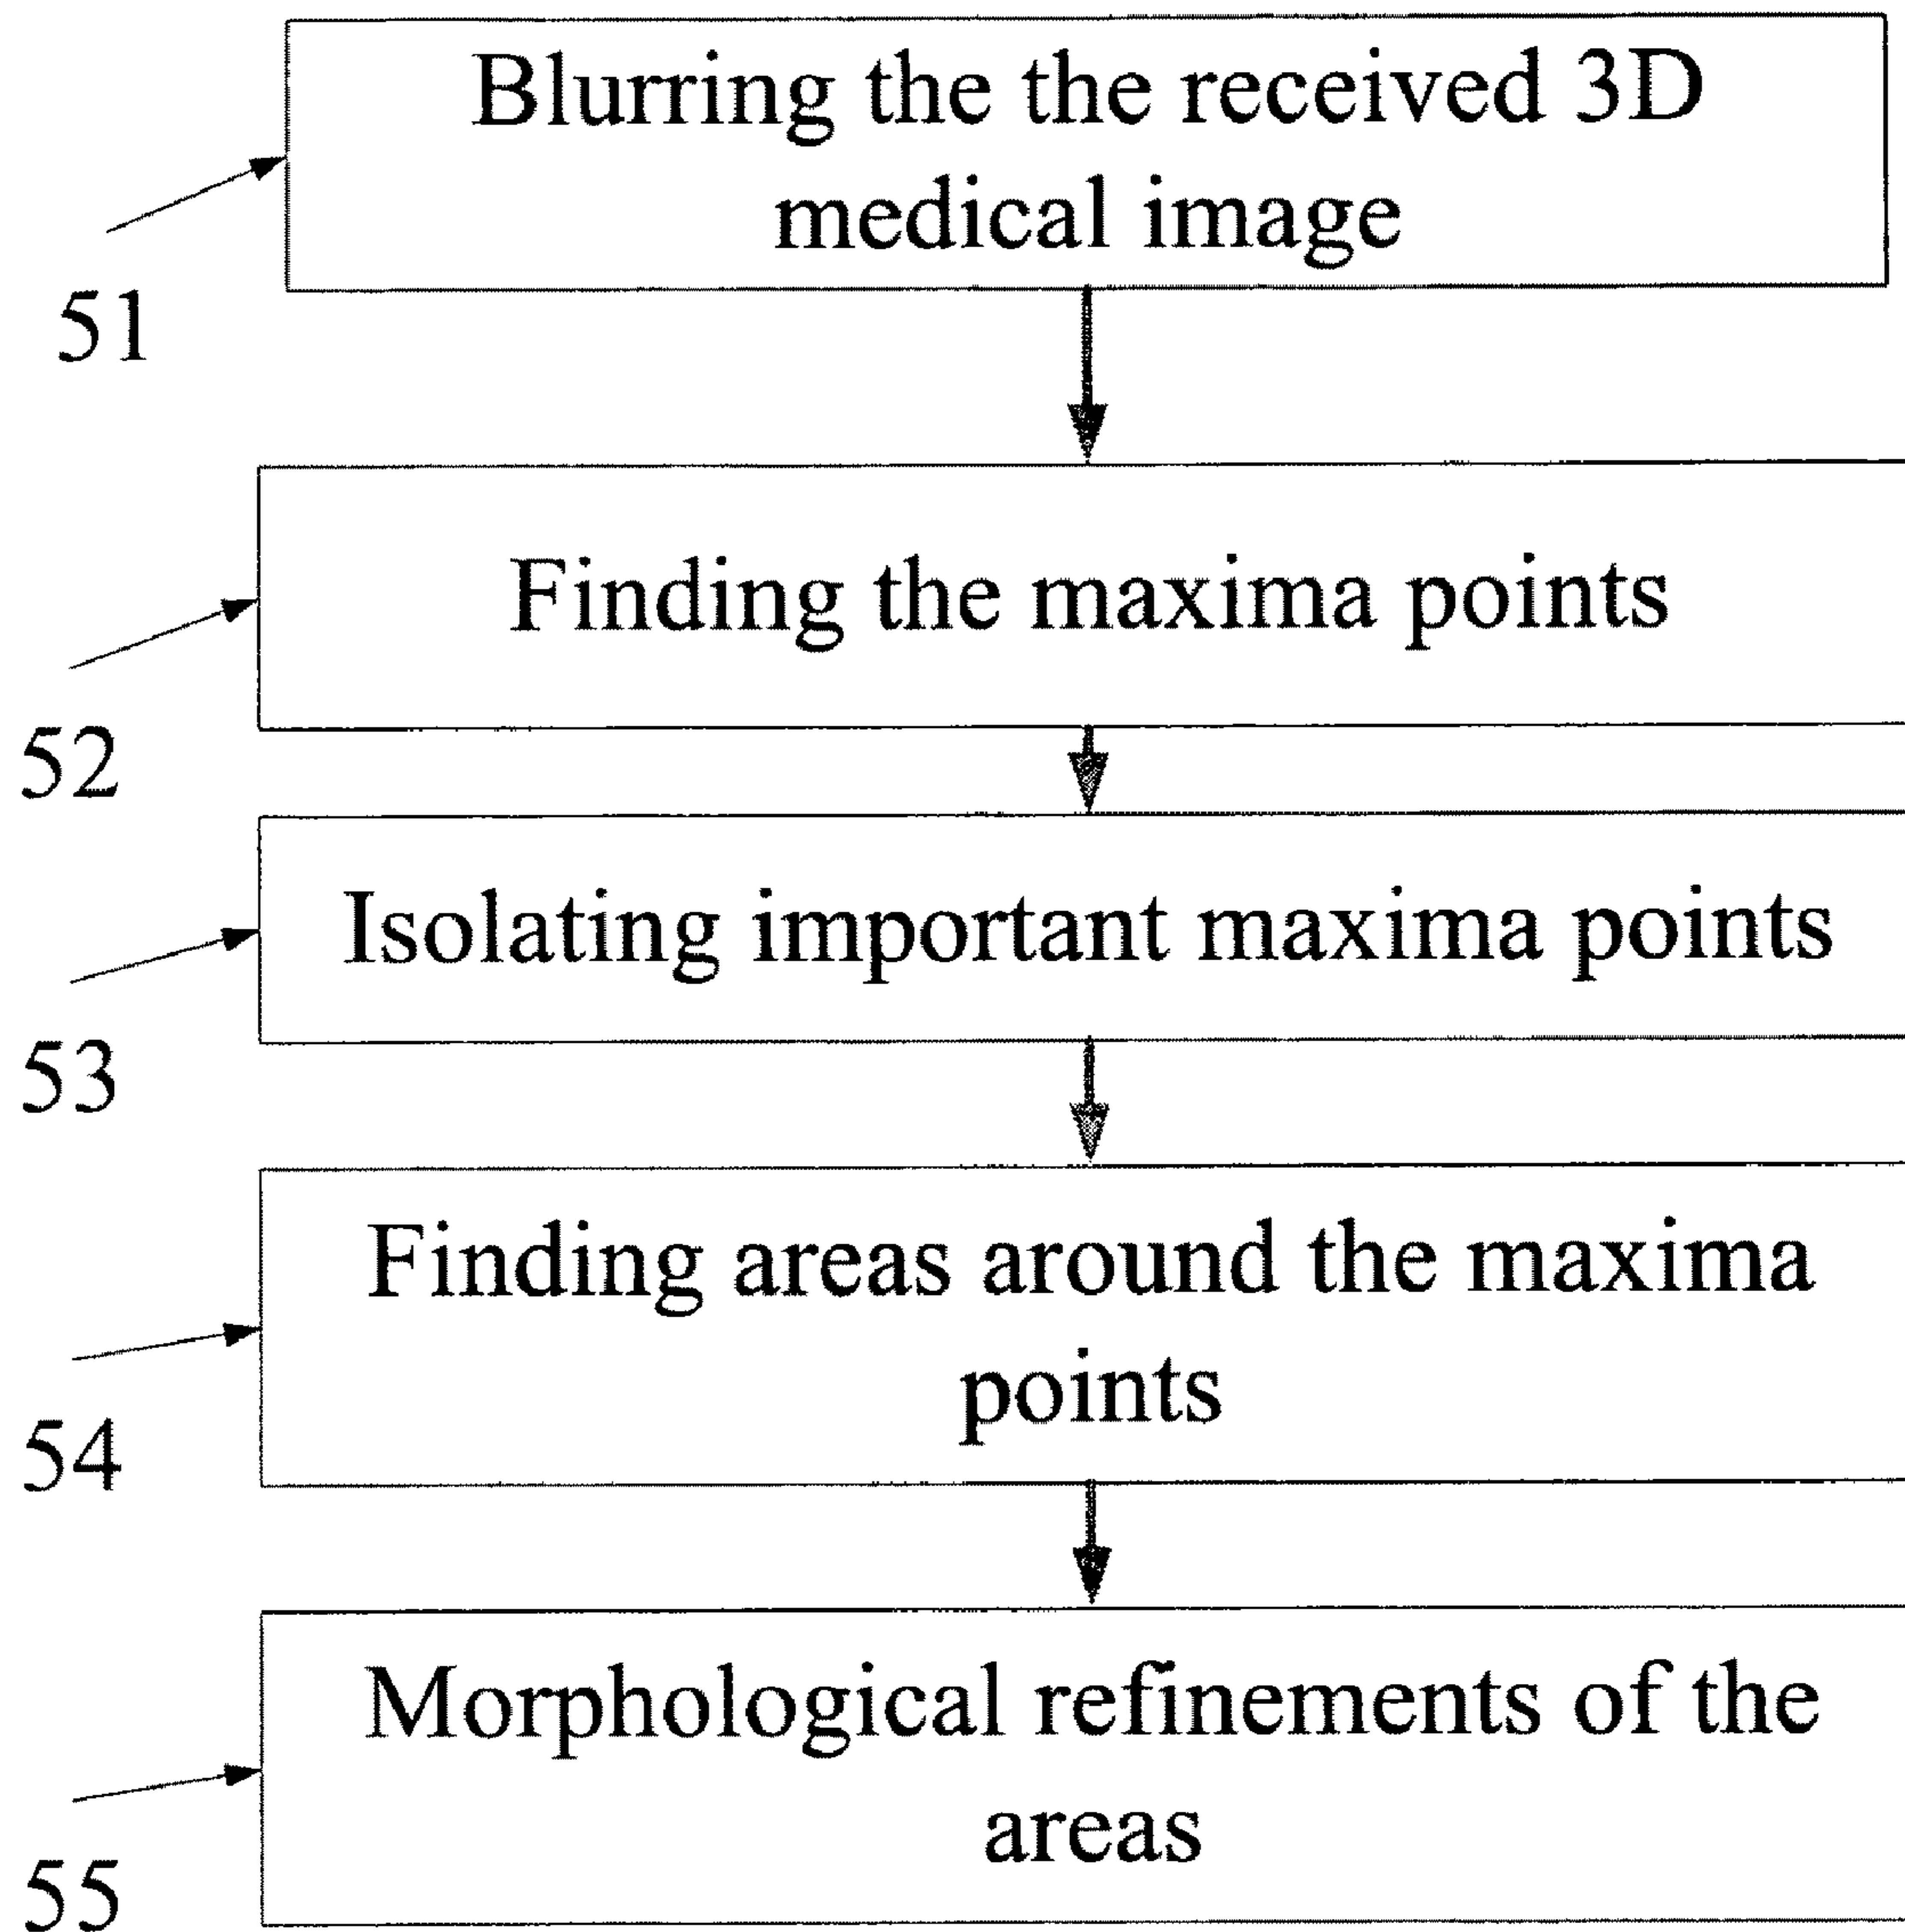 Blurring the the received 3D
medical image
51
Finding the maxima points
52
Isolating important maxima points
53
Finding areas around the maxima
points
54
Morphological refinements of the
areas
55